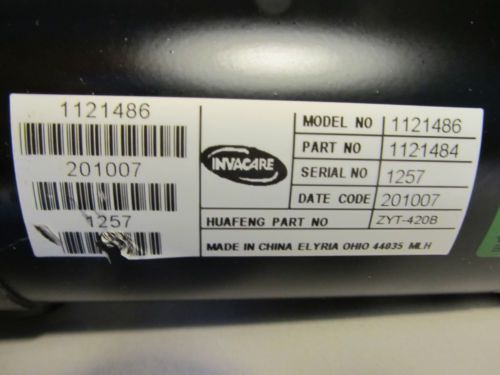 1121486
201007
1257
INVACARE
MODEL NO 1121486
PART NO 1121484
SERIAL NO 1257
DATE CODE 201007
HUAFENG PART NO ZYT-420B
MADE IN CHINA ELYRIA OHIO 44035 MLH